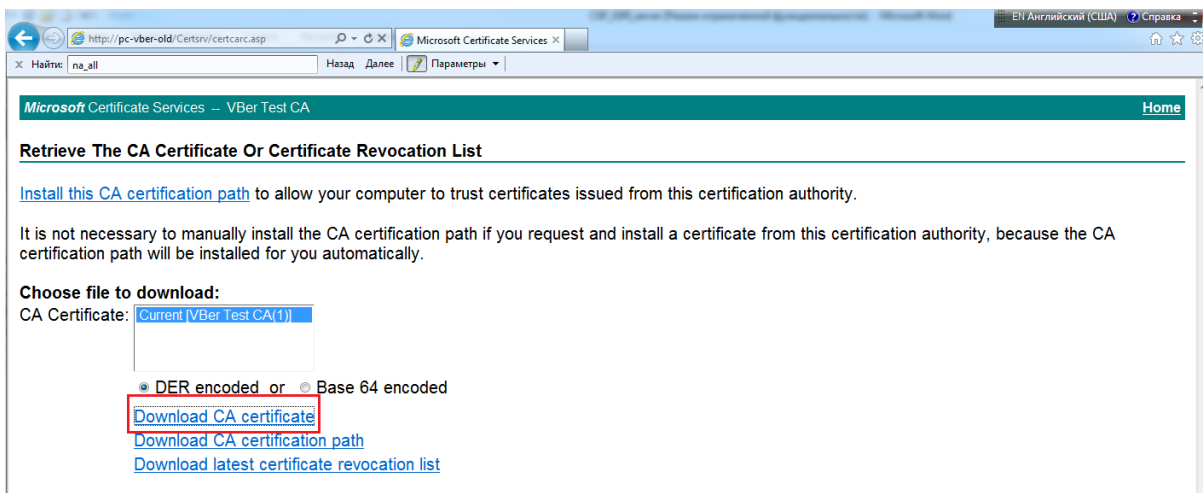 EN Английский (США) Справка
http://pc-vber-old/Certsrv/certcarc.asp Microsoft Certificate Services
X Найти: na_all Назад Далее Параметры
Microsoft Certificate Services -- VBer Test CA Home
Retrieve The CA Certificate Or Certificate Revocation List
Install this CA certification path to allow your computer to trust certificates issued from this certification authority.
It is not necessary to manually install the CA certification path if you request and install a certificate from this certification authority, because the CA
certification path will be installed for you automatically.
Choose file to download:
CA Certificate: Current [VBer Test CA(1)]
DER encoded or Base 64 encoded
Download CA certificate
Download CA certification path
Download latest certificate revocation list